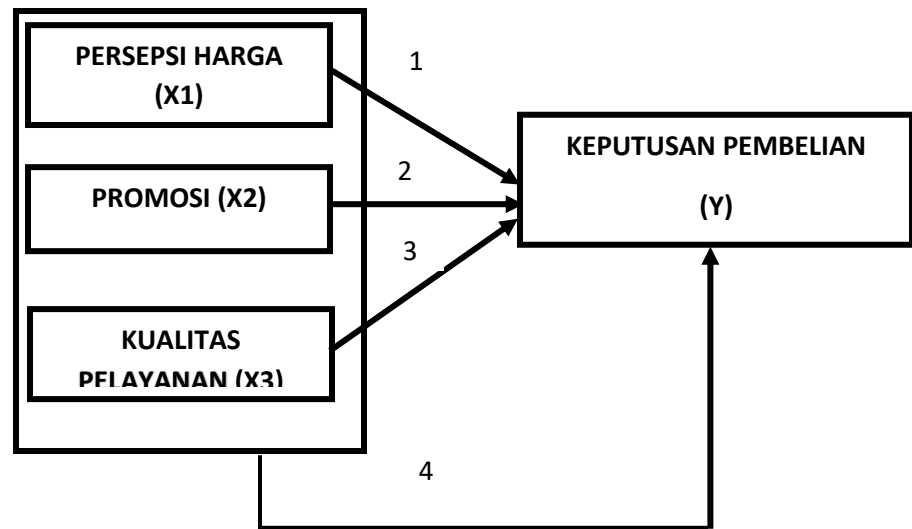 PERSEPSI HARGA
(X1)
1
KEPUTUSAN PEMBELIAN
(Y)
2
PROMOSI (X2)
3
KUALITAS
PELAYANAN (X3)
4